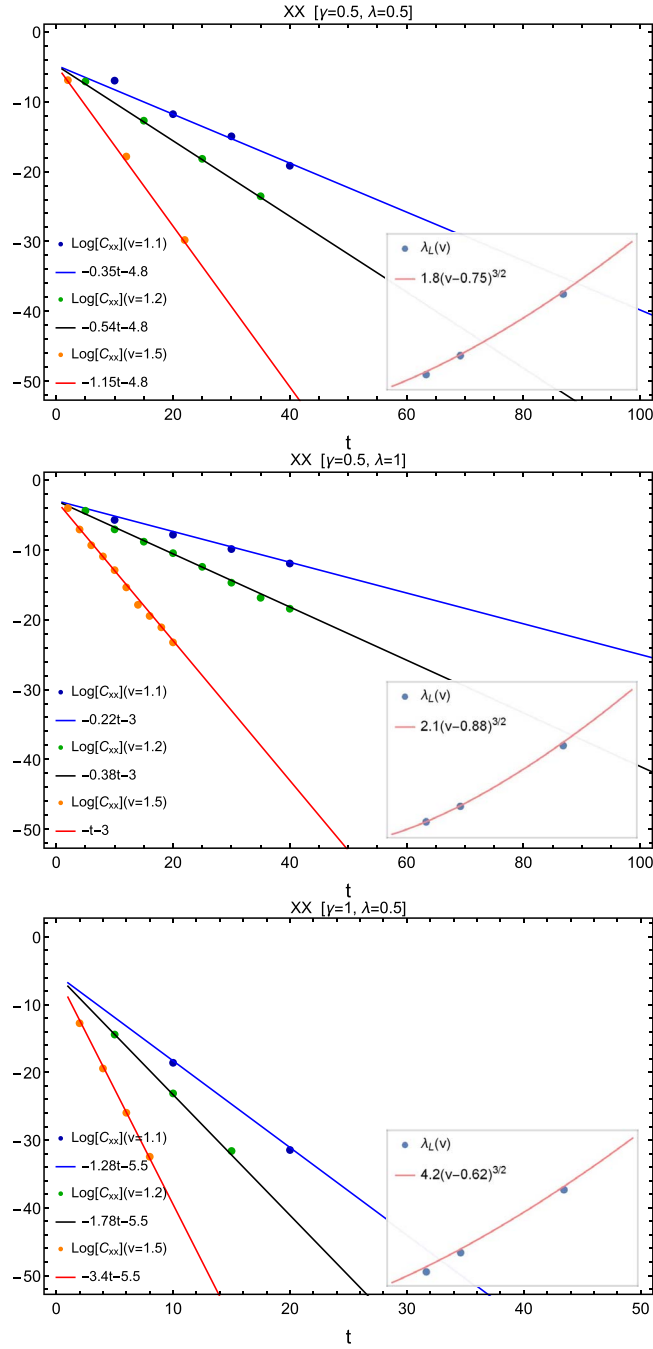 XX [γ=0.5, λ=0.5]
0
−10
−20
−30
−40
−50
Log[Cxx](v=1.1)
−0.35t−4.8
Log[Cxx](v=1.2)
−0.54t−4.8
Log[Cxx](v=1.5)
−1.15t−4.8
λL(v)
1.8(v−0.75)^3/2
0 20 40 60 80 100
t
XX [γ=0.5, λ=1]
0
−10
−20
−30
−40
−50
Log[Cxx](v=1.1)
−0.22t−3
Log[Cxx](v=1.2)
−0.38t−3
Log[Cxx](v=1.5)
−t−3
λL(v)
2.1(v−0.88)^3/2
0 20 40 60 80 100
t
XX [γ=1, λ=0.5]
0
−10
−20
−30
−40
−50
Log[Cxx](v=1.1)
−1.28t−5.5
Log[Cxx](v=1.2)
−1.78t−5.5
Log[Cxx](v=1.5)
−3.4t−5.5
λL(v)
4.2(v−0.62)^3/2
0 10 20 30 40 50
t